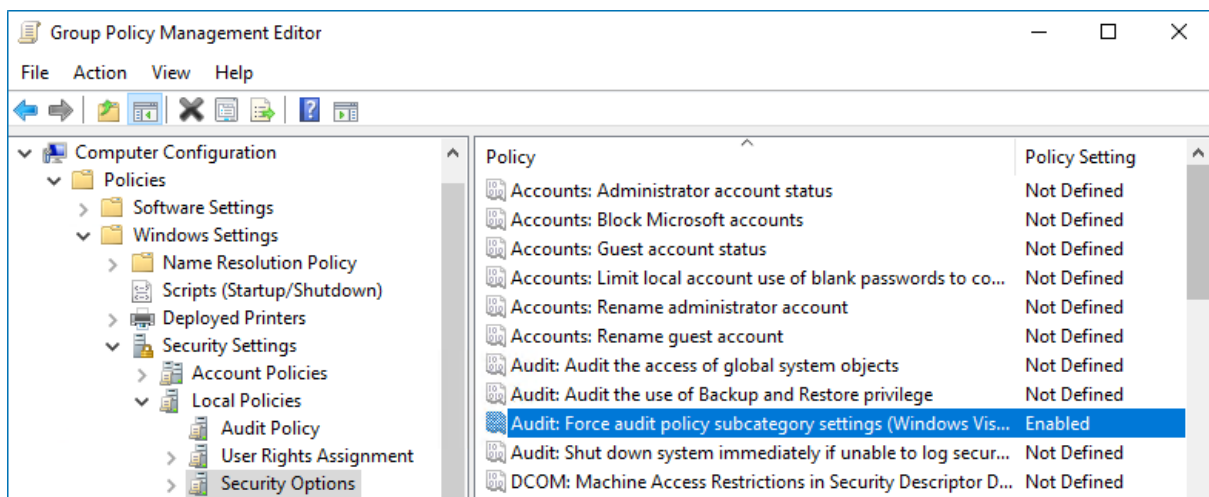 Group Policy Management Editor
File Action View Help
Computer Configuration
Policies
Software Settings
Windows Settings
Name Resolution Policy
Scripts (Startup/Shutdown)
Deployed Printers
Security Settings
Account Policies
Local Policies
Audit Policy
User Rights Assignment
Security Options
Policy Policy Setting
Accounts: Administrator account status Not Defined
Accounts: Block Microsoft accounts Not Defined
Accounts: Guest account status Not Defined
Accounts: Limit local account use of blank passwords to co... Not Defined
Accounts: Rename administrator account Not Defined
Accounts: Rename guest account Not Defined
Audit: Audit the access of global system objects Not Defined
Audit: Audit the use of Backup and Restore privilege Not Defined
Audit: Force audit policy subcategory settings (Windows Vis... Enabled
Audit: Shut down system immediately if unable to log secur... Not Defined
DCOM: Machine Access Restrictions in Security Descriptor D... Not Defined